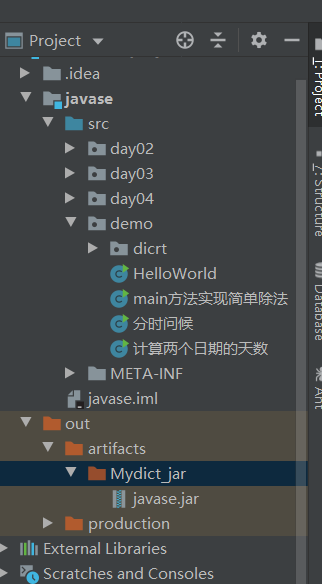 Project
.idea
javase
src
day02
day03
day04
demo
dicrt
HelloWorld
main方法实现简单除法
分时问候
计算两个日期的天数
META-INF
javase.iml
out
artifacts
Mydict_jar
javase.jar
production
External Libraries
Scratches and Consoles
1: Project
7: Structure
Database
Ant